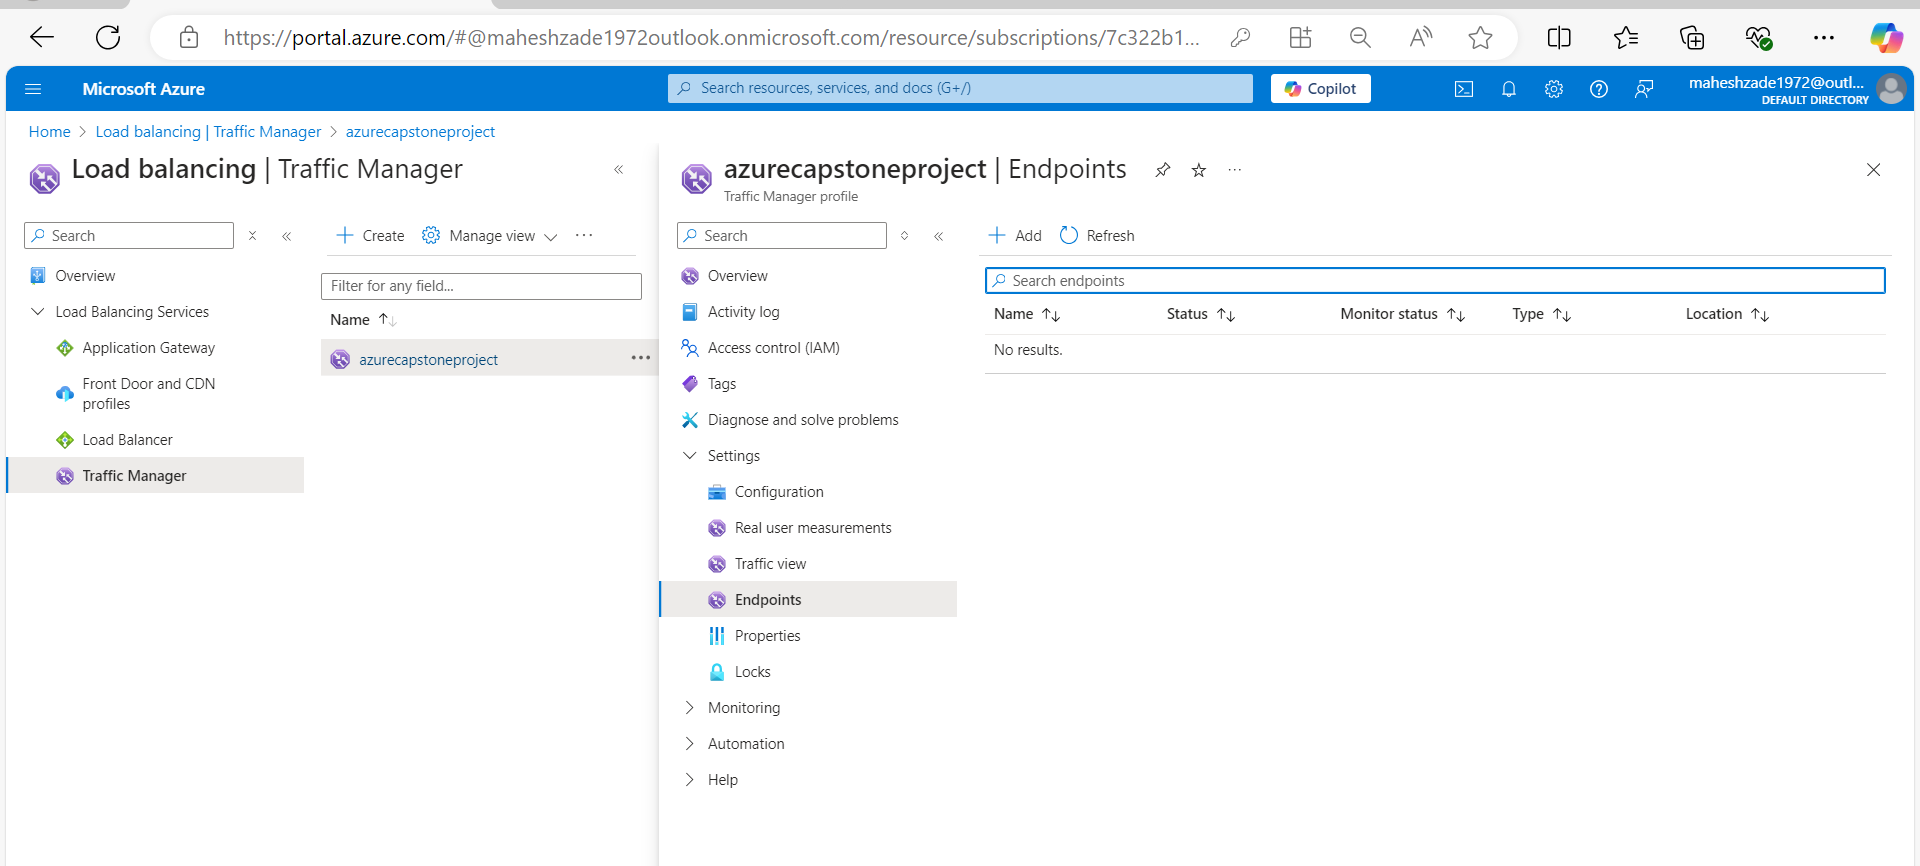 https://portal.azure.com/#@maheshzade1972outlook.onmicrosoft.com/resource/subscriptions/7c322b1...
Microsoft Azure
Search resources, services, and docs (G+/)
Copilot
maheshzade1972@outl...
DEFAULT DIRECTORY
Home > Load balancing | Traffic Manager > azurecapstoneproject
Load balancing | Traffic Manager
Search
Create
Manage view
Overview
Load Balancing Services
Application Gateway
Front Door and CDN
profiles
Load Balancer
Traffic Manager
Filter for any field...
Name
azurecapstoneproject
azurecapstoneproject | Endpoints
Traffic Manager profile
Search
Overview
Activity log
Access control (IAM)
Tags
Diagnose and solve problems
Settings
Configuration
Real user measurements
Traffic view
Endpoints
Properties
Locks
Monitoring
Automation
Help
Add
Refresh
Search endpoints
Name Status Monitor status Type Location
No results.